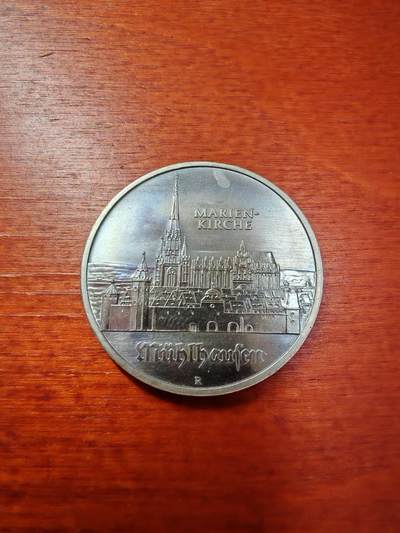 MARIEN-
KIRCHE
Mühlhausen
R